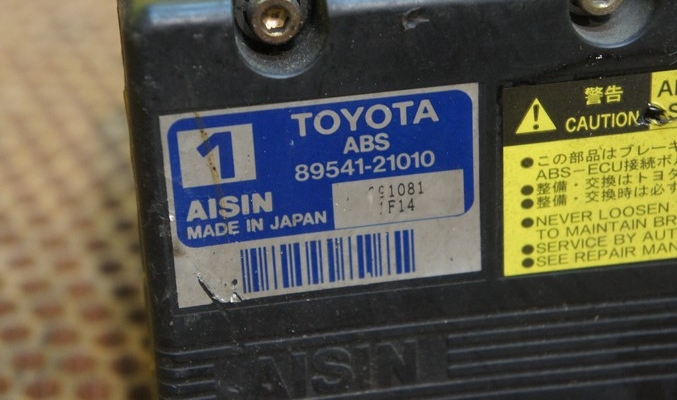 1
TOYOTA
ABS
89541-21010
91081
1F14
AISIN
MADE IN JAPAN
AISIN
警告
CAUTION
●この部品はブレーキ
ABS-ECU接続ボ
●整備・交換はトヨタ
●整備・交換時は必ず
●NEVER LOOSEN
TO MAINTAIN BR
●SERVICE BY AUT
●SEE REPAIR MAN